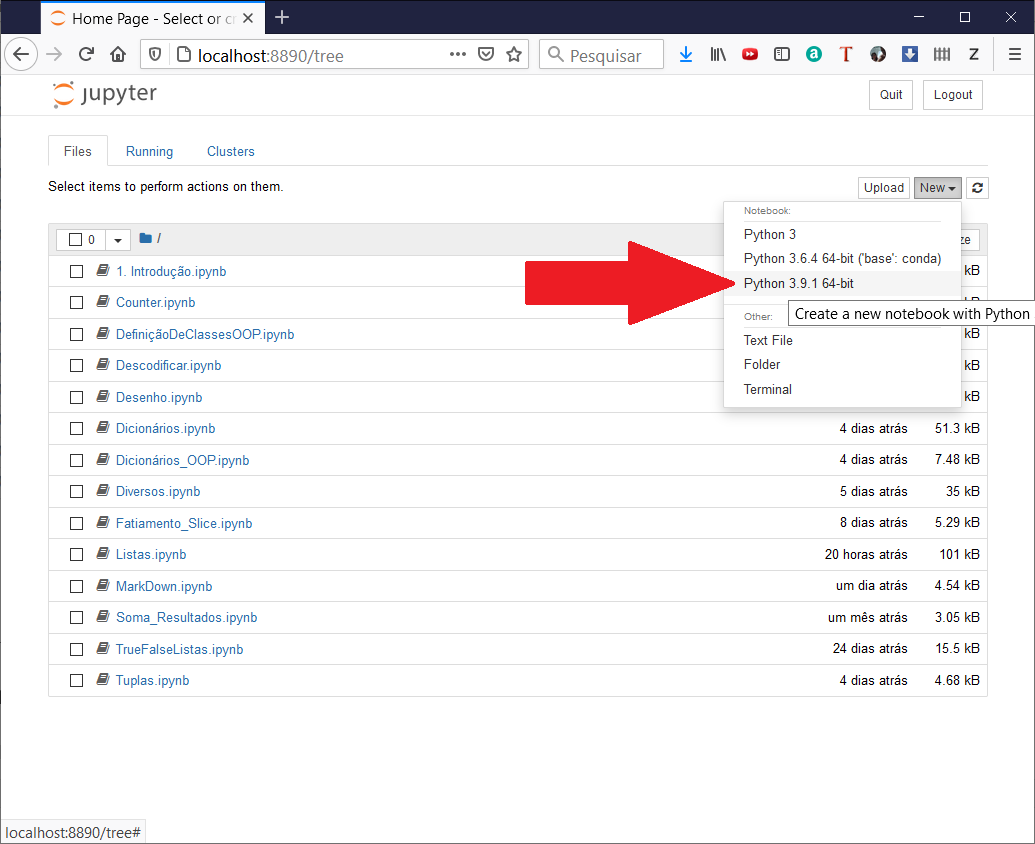 Home Page - Select or cr
localhost:8890/tree
Pesquisar
jupyter
Quit
Logout
Files
Running
Clusters
Select items to perform actions on them.
Upload
New
0
/
ze
Notebook:
Python 3
Python 3.6.4 64-bit ('base': conda)
Python 3.9.1 64-bit
Create a new notebook with Python
Other:
Text File
Folder
Terminal
1. Introdução.ipynb kB
Counter.ipynb
DefiniçãoDeClassesOOP.ipynb kB
Descodificar.ipynb kB
Desenho.ipynb kB
Dicionários.ipynb 4 dias atrás 51.3 kB
Dicionários_OOP.ipynb 4 dias atrás 7.48 kB
Diversos.ipynb 5 dias atrás 35 kB
Fatiamento_Slice.ipynb 8 dias atrás 5.29 kB
Listas.ipynb 20 horas atrás 101 kB
MarkDown.ipynb um dia atrás 4.54 kB
Soma_Resultados.ipynb um mês atrás 3.05 kB
TrueFalseListas.ipynb 24 dias atrás 15.5 kB
Tuplas.ipynb 4 dias atrás 4.68 kB
localhost:8890/tree#